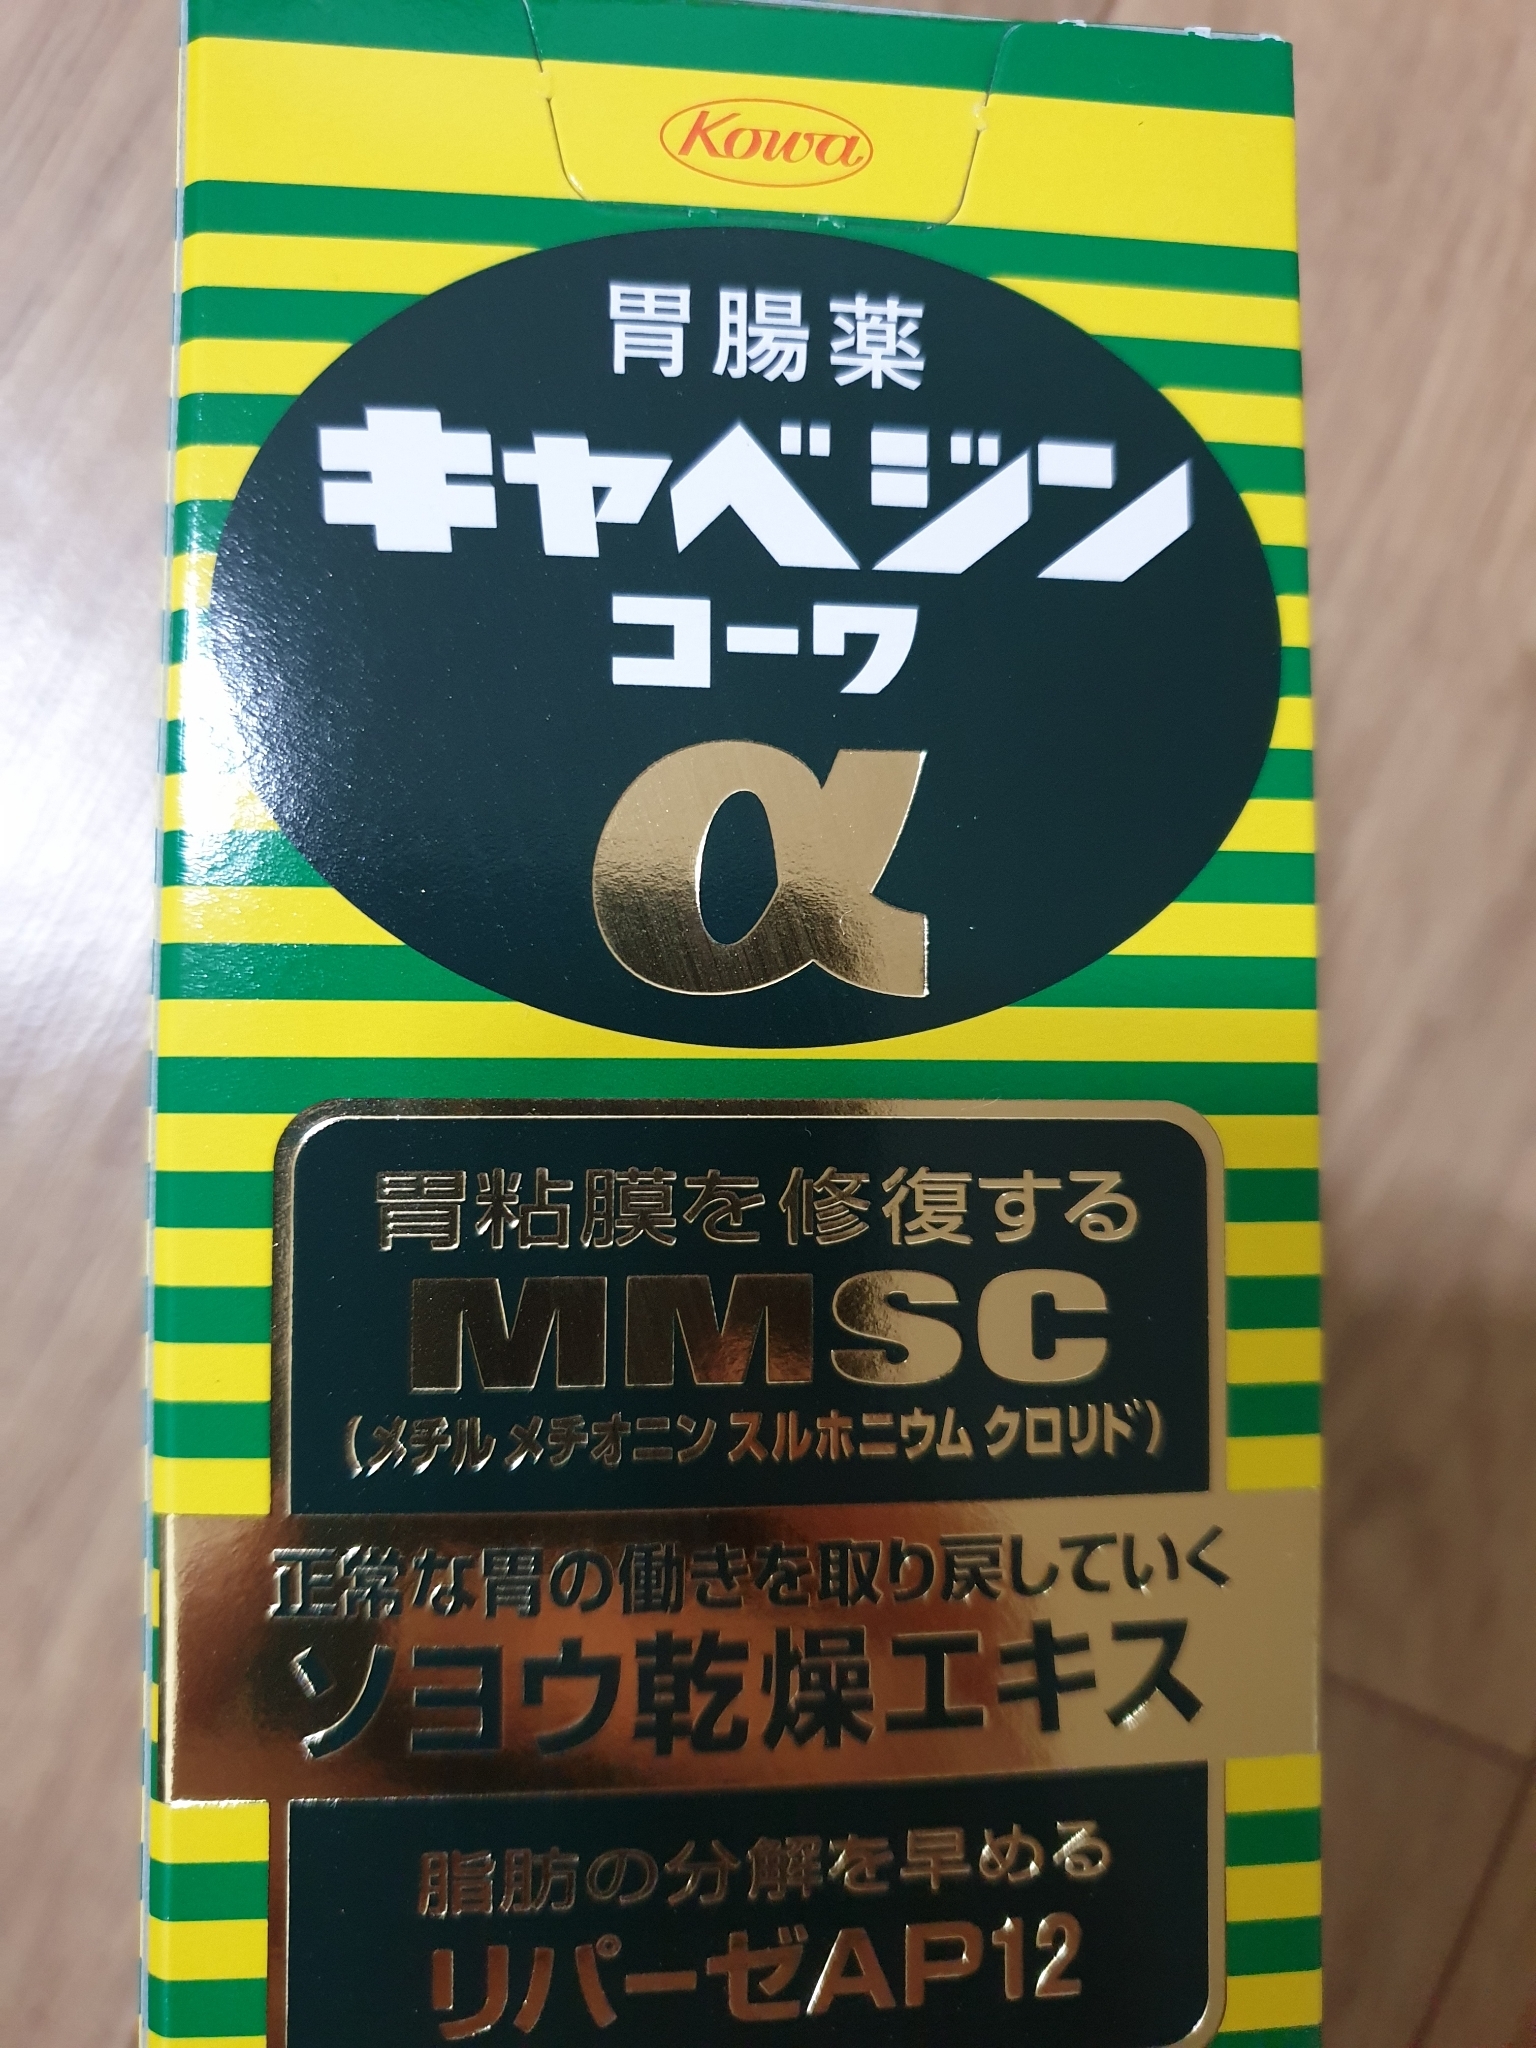 Kowa
胃腸薬
キャベジン
コーワ
α
胃粘膜を修復する
MMSC
(メチルメチオニンスルホニウムクロリド)
正常な胃の働きを取り戻していく
ソヨウ乾燥エキス
脂肪の分解を早める
リパーゼAP12